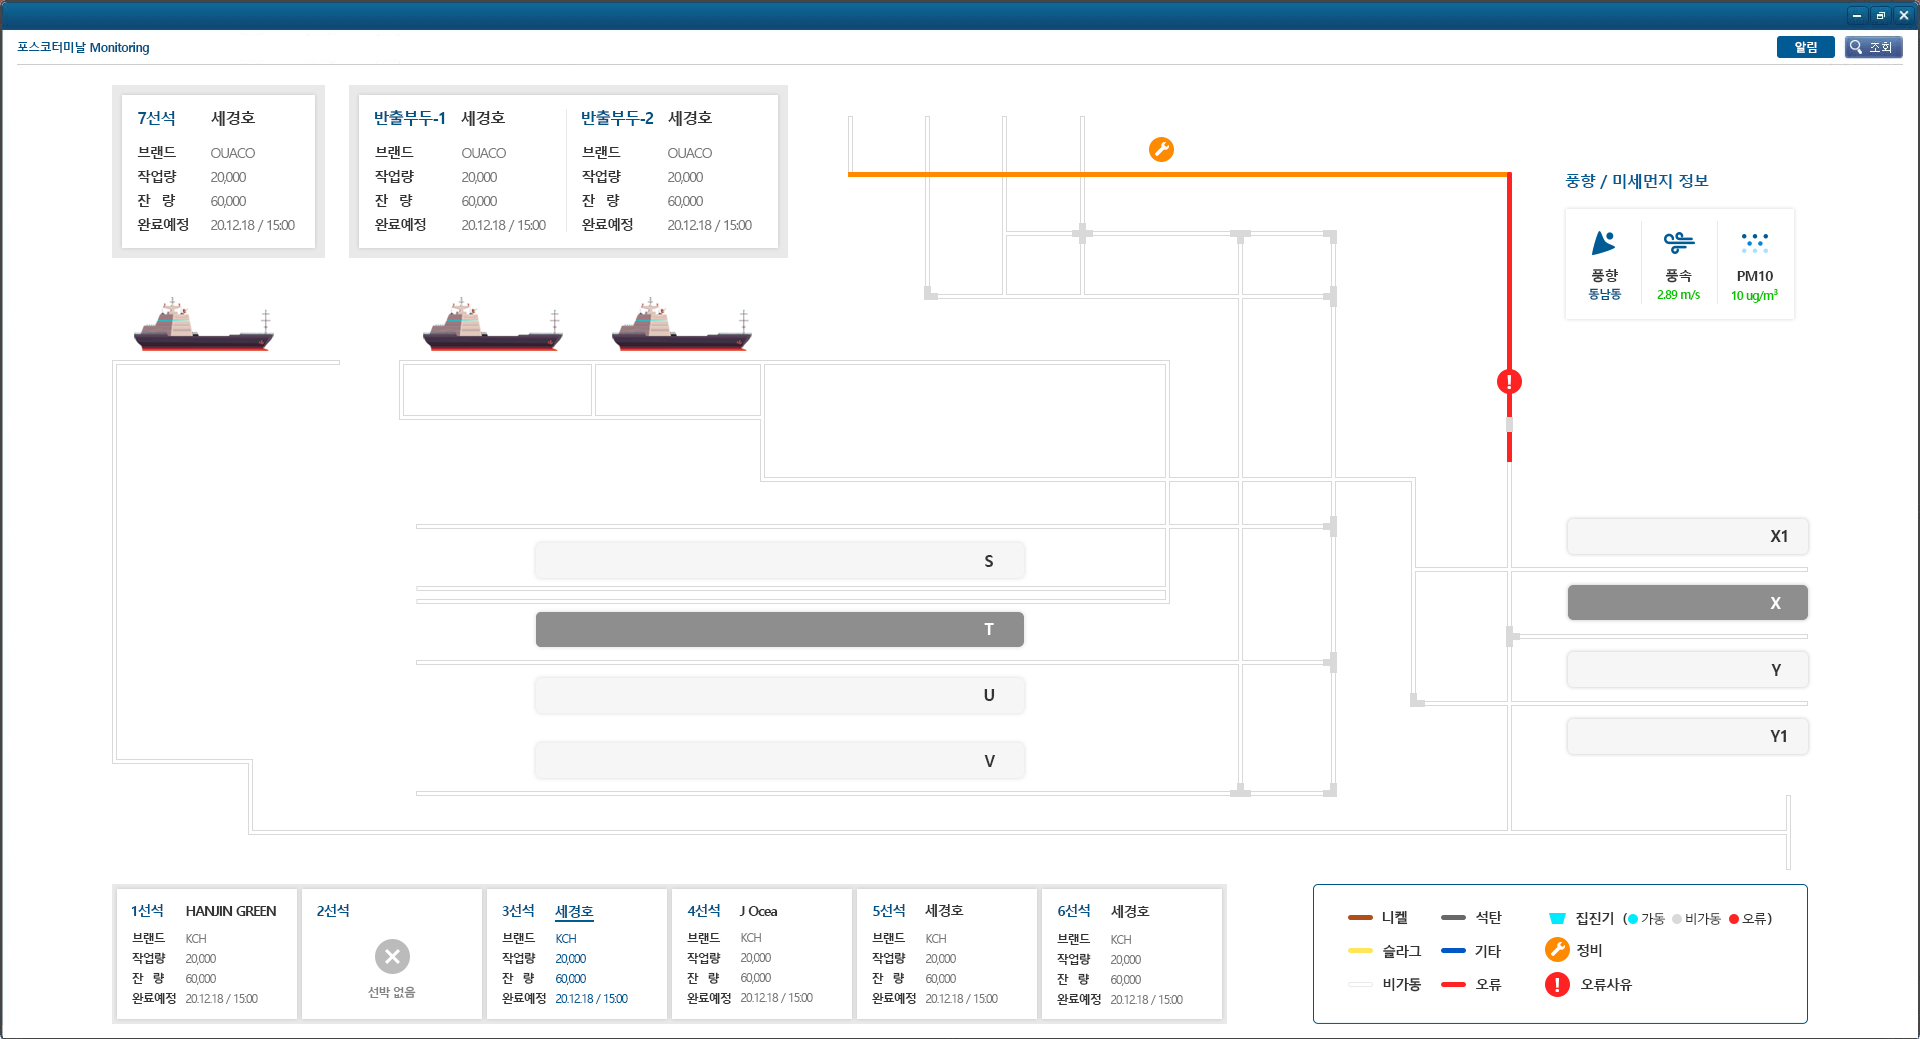 포스코터미날 Monitoring
알림
조회
7선석 세경호
브랜드 OUACO
작업량 20,000
잔 량 60,000
완료예정 20.12.18 / 15:00
반출부두-1 세경호
브랜드 OUACO
작업량 20,000
잔 량 60,000
완료예정 20.12.18 / 15:00
반출부두-2 세경호
브랜드 OUACO
작업량 20,000
잔 량 60,000
완료예정 20.12.18 / 15:00
풍향 / 미세먼지 정보
풍향
동남동
풍속
2.89 m/s
PM10
10 ug/m³
S
T
U
V
X1
X
Y
Y1
1선석 HANJIN GREEN
브랜드 KCH
작업량 20,000
잔 량 60,000
완료예정 20.12.18 / 15:00
2선석
선박 없음
3선석 세경호
브랜드 KCH
작업량 20,000
잔 량 60,000
완료예정 20.12.18 / 15:00
4선석 J Ocea
브랜드 KCH
작업량 20,000
잔 량 60,000
완료예정 20.12.18 / 15:00
5선석 세경호
브랜드 KCH
작업량 20,000
잔 량 60,000
완료예정 20.12.18 / 15:00
6선석 세경호
브랜드 KCH
작업량 20,000
잔 량 60,000
완료예정 20.12.18 / 15:00
니켈 석탄 집진기 (가동 비가동 오류)
슬라그 기타 정비
비가동 오류 오류사유